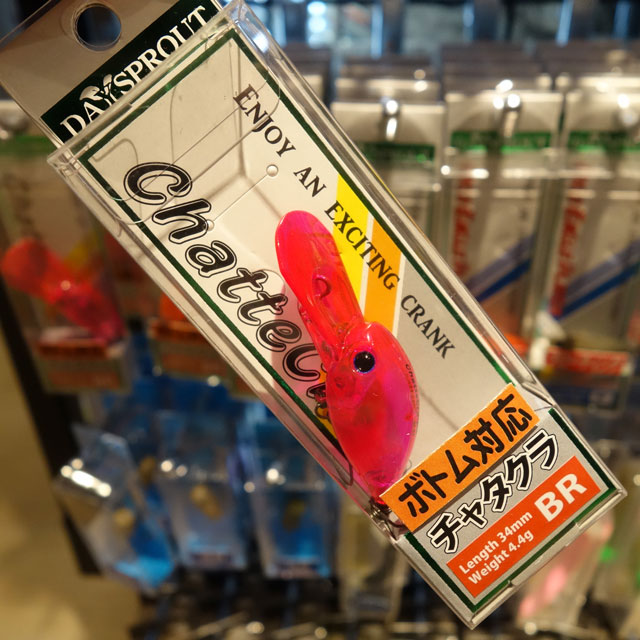 DAYSPROUT
ENJOY AN EXCITING CRANK
ボトム対応
チャタクラ
Length 34mm
Weight 4.4g
BR